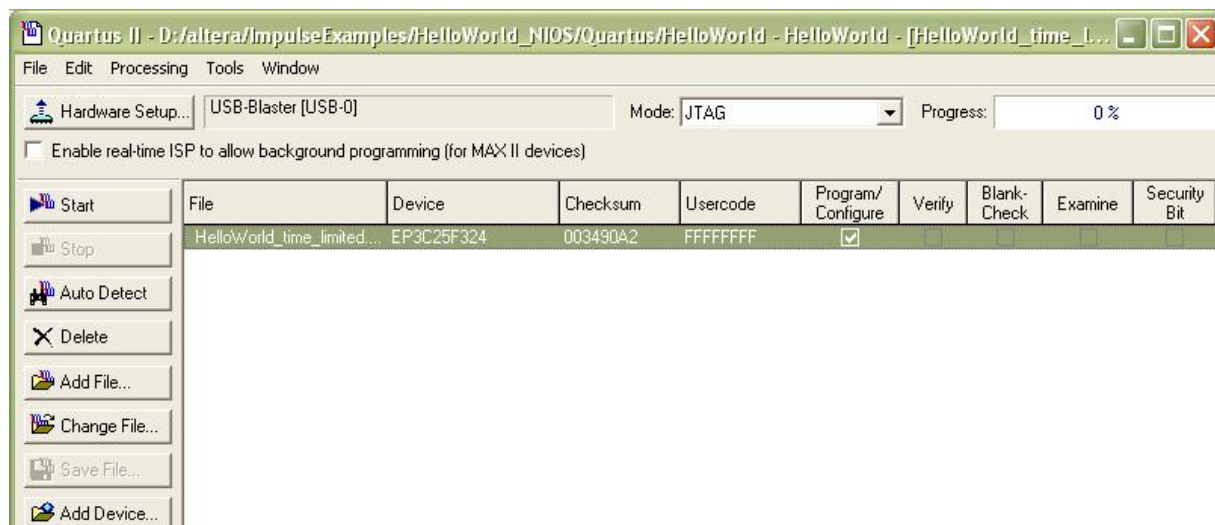 Quartus II - D:/altera/ImpulseExamples/HelloWorld_NIOS/Quartus/HelloWorld - HelloWorld - [HelloWorld_time_l...
File Edit Processing Tools Window
Hardware Setup... USB-Blaster [USB-0] Mode: JTAG Progress: 0 %
Enable real-time ISP to allow background programming (for MAX II devices)
Start
Stop
Auto Detect
Delete
Add File...
Change File...
Save File...
Add Device...
File Device Checksum Usercode Program/ Configure Verify Blank- Check Examine Security Bit
HelloWorld_time_limited.... EP3C25F324 003490A2 FFFFFFFF